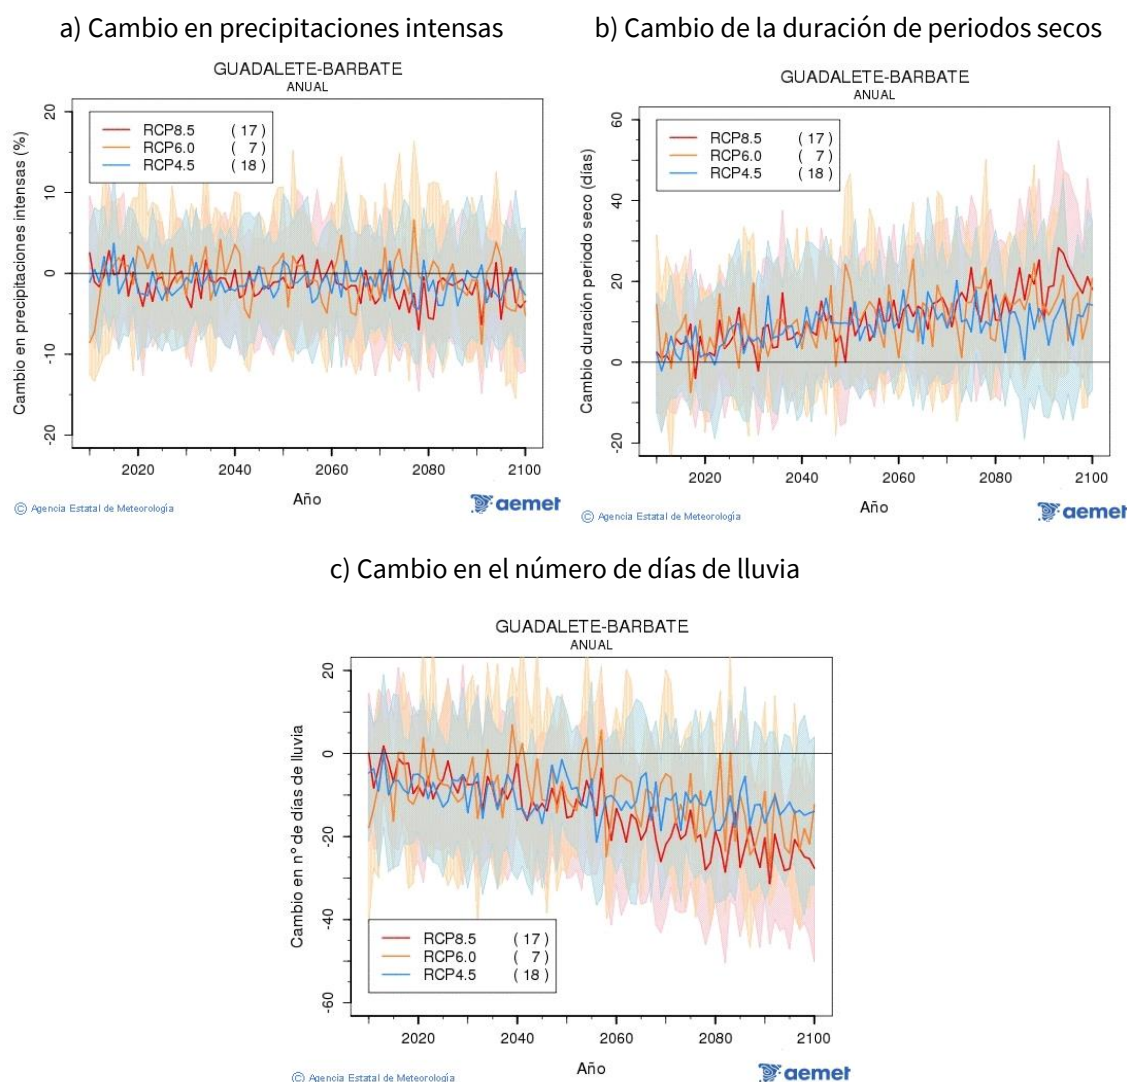 a) Cambio en precipitaciones intensas
GUADALETE-BARBATE
ANUAL
Cambio en precipitaciones intensas (%)
20
10
0
-10
-20
RCP8.5 ( 17 )
RCP6.0 ( 7 )
RCP4.5 ( 18 )
2020 2040 2060 2080 2100
Año
© Agencia Estatal de Meteorología
aemet
b) Cambio de la duración de periodos secos
GUADALETE-BARBATE
ANUAL
Cambio duración periodo seco (días)
60
40
20
0
-20
RCP8.5 ( 17 )
RCP6.0 ( 7 )
RCP4.5 ( 18 )
2020 2040 2060 2080 2100
Año
© Agencia Estatal de Meteorología
aemet
c) Cambio en el número de días de lluvia
GUADALETE-BARBATE
ANUAL
Cambio en nº de días de lluvia
20
0
-20
-40
-60
RCP8.5 ( 17 )
RCP6.0 ( 7 )
RCP4.5 ( 18 )
2020 2040 2060 2080 2100
Año
© Agencia Estatal de Meteorología
aemet